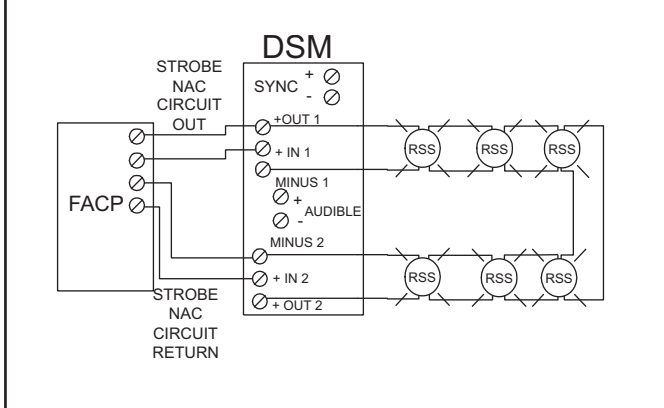 DSM
STROBE
NAC
CIRCUIT
OUT
SYNC + -
+OUT 1
+ IN 1
MINUS 1
+
AUDIBLE
-
MINUS 2
+ IN 2
+ OUT 2
FACP
STROBE
NAC
CIRCUIT
RETURN
RSS RSS RSS
RSS RSS RSS